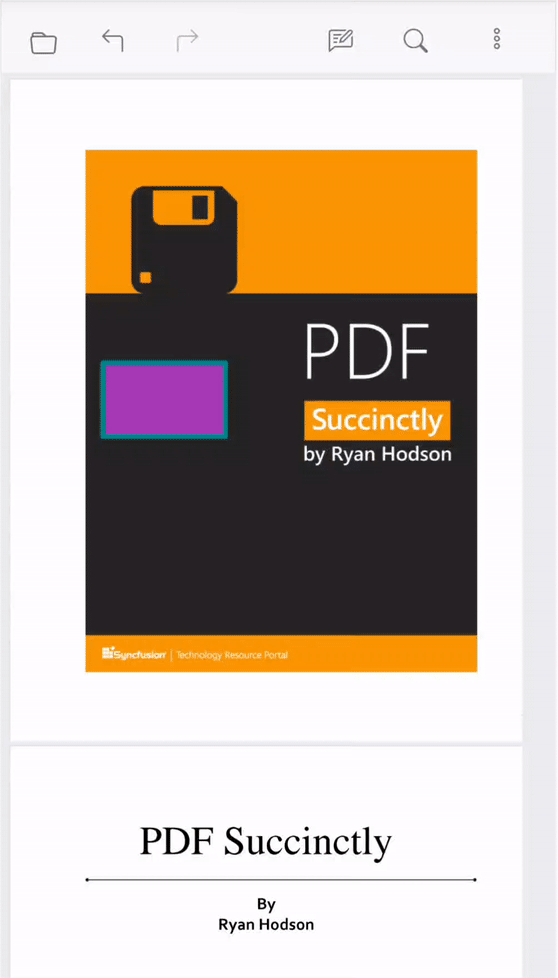 PDF
Succinctly
by Ryan Hodson
Syncfusion | Technology Resource Portal
PDF Succinctly
By
Ryan Hodson